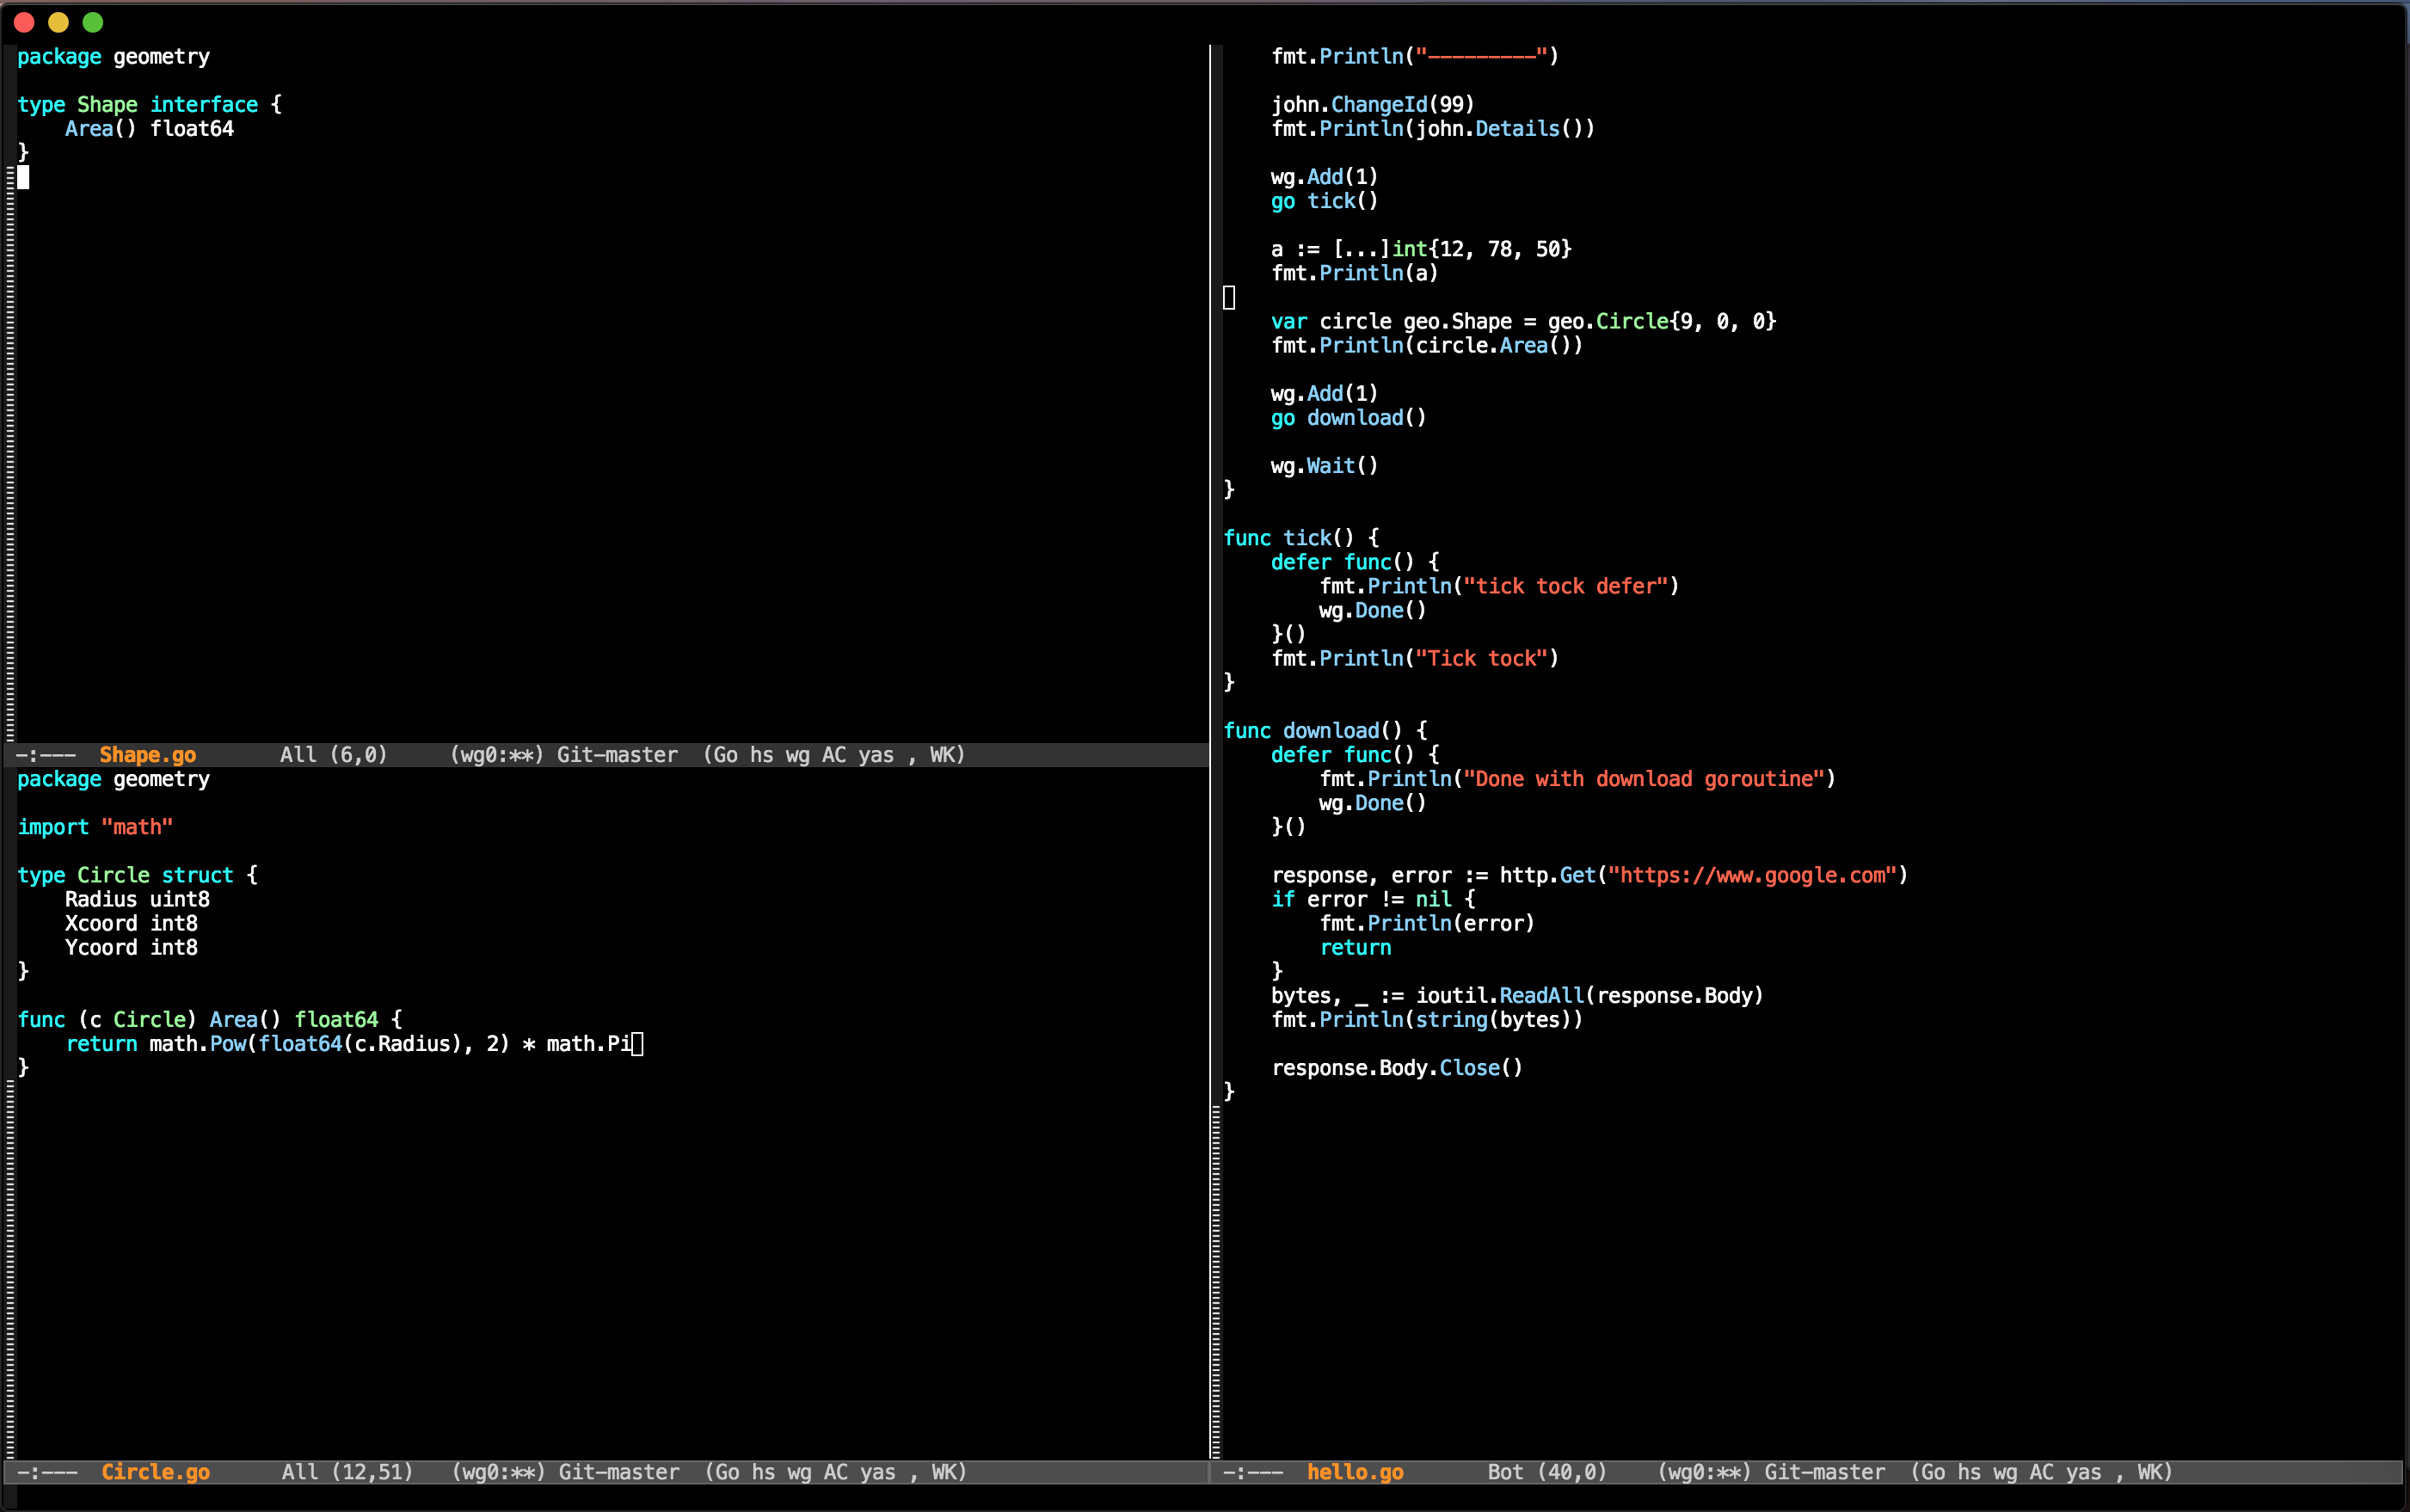 package geometry

type Shape interface {
    Area() float64
}
-:---  Shape.go       All (6,0)     (wg0:**) Git-master  (Go hs wg AC yas , WK)
package geometry

import "math"

type Circle struct {
    Radius uint8
    Xcoord int8
    Ycoord int8
}

func (c Circle) Area() float64 {
    return math.Pow(float64(c.Radius), 2) * math.Pi
}
-:---  Circle.go      All (12,51)   (wg0:**) Git-master  (Go hs wg AC yas , WK)
    fmt.Println("---------")

    john.ChangeId(99)
    fmt.Println(john.Details())

    wg.Add(1)
    go tick()

    a := [...]int{12, 78, 50}
    fmt.Println(a)

    var circle geo.Shape = geo.Circle{9, 0, 0}
    fmt.Println(circle.Area())

    wg.Add(1)
    go download()

    wg.Wait()
}

func tick() {
    defer func() {
        fmt.Println("tick tock defer")
        wg.Done()
    }()
    fmt.Println("Tick tock")
}

func download() {
    defer func() {
        fmt.Println("Done with download goroutine")
        wg.Done()
    }()

    response, error := http.Get("https://www.google.com")
    if error != nil {
        fmt.Println(error)
        return
    }
    bytes, _ := ioutil.ReadAll(response.Body)
    fmt.Println(string(bytes))

    response.Body.Close()
}
-:---  hello.go       Bot (40,0)    (wg0:**) Git-master  (Go hs wg AC yas , WK)